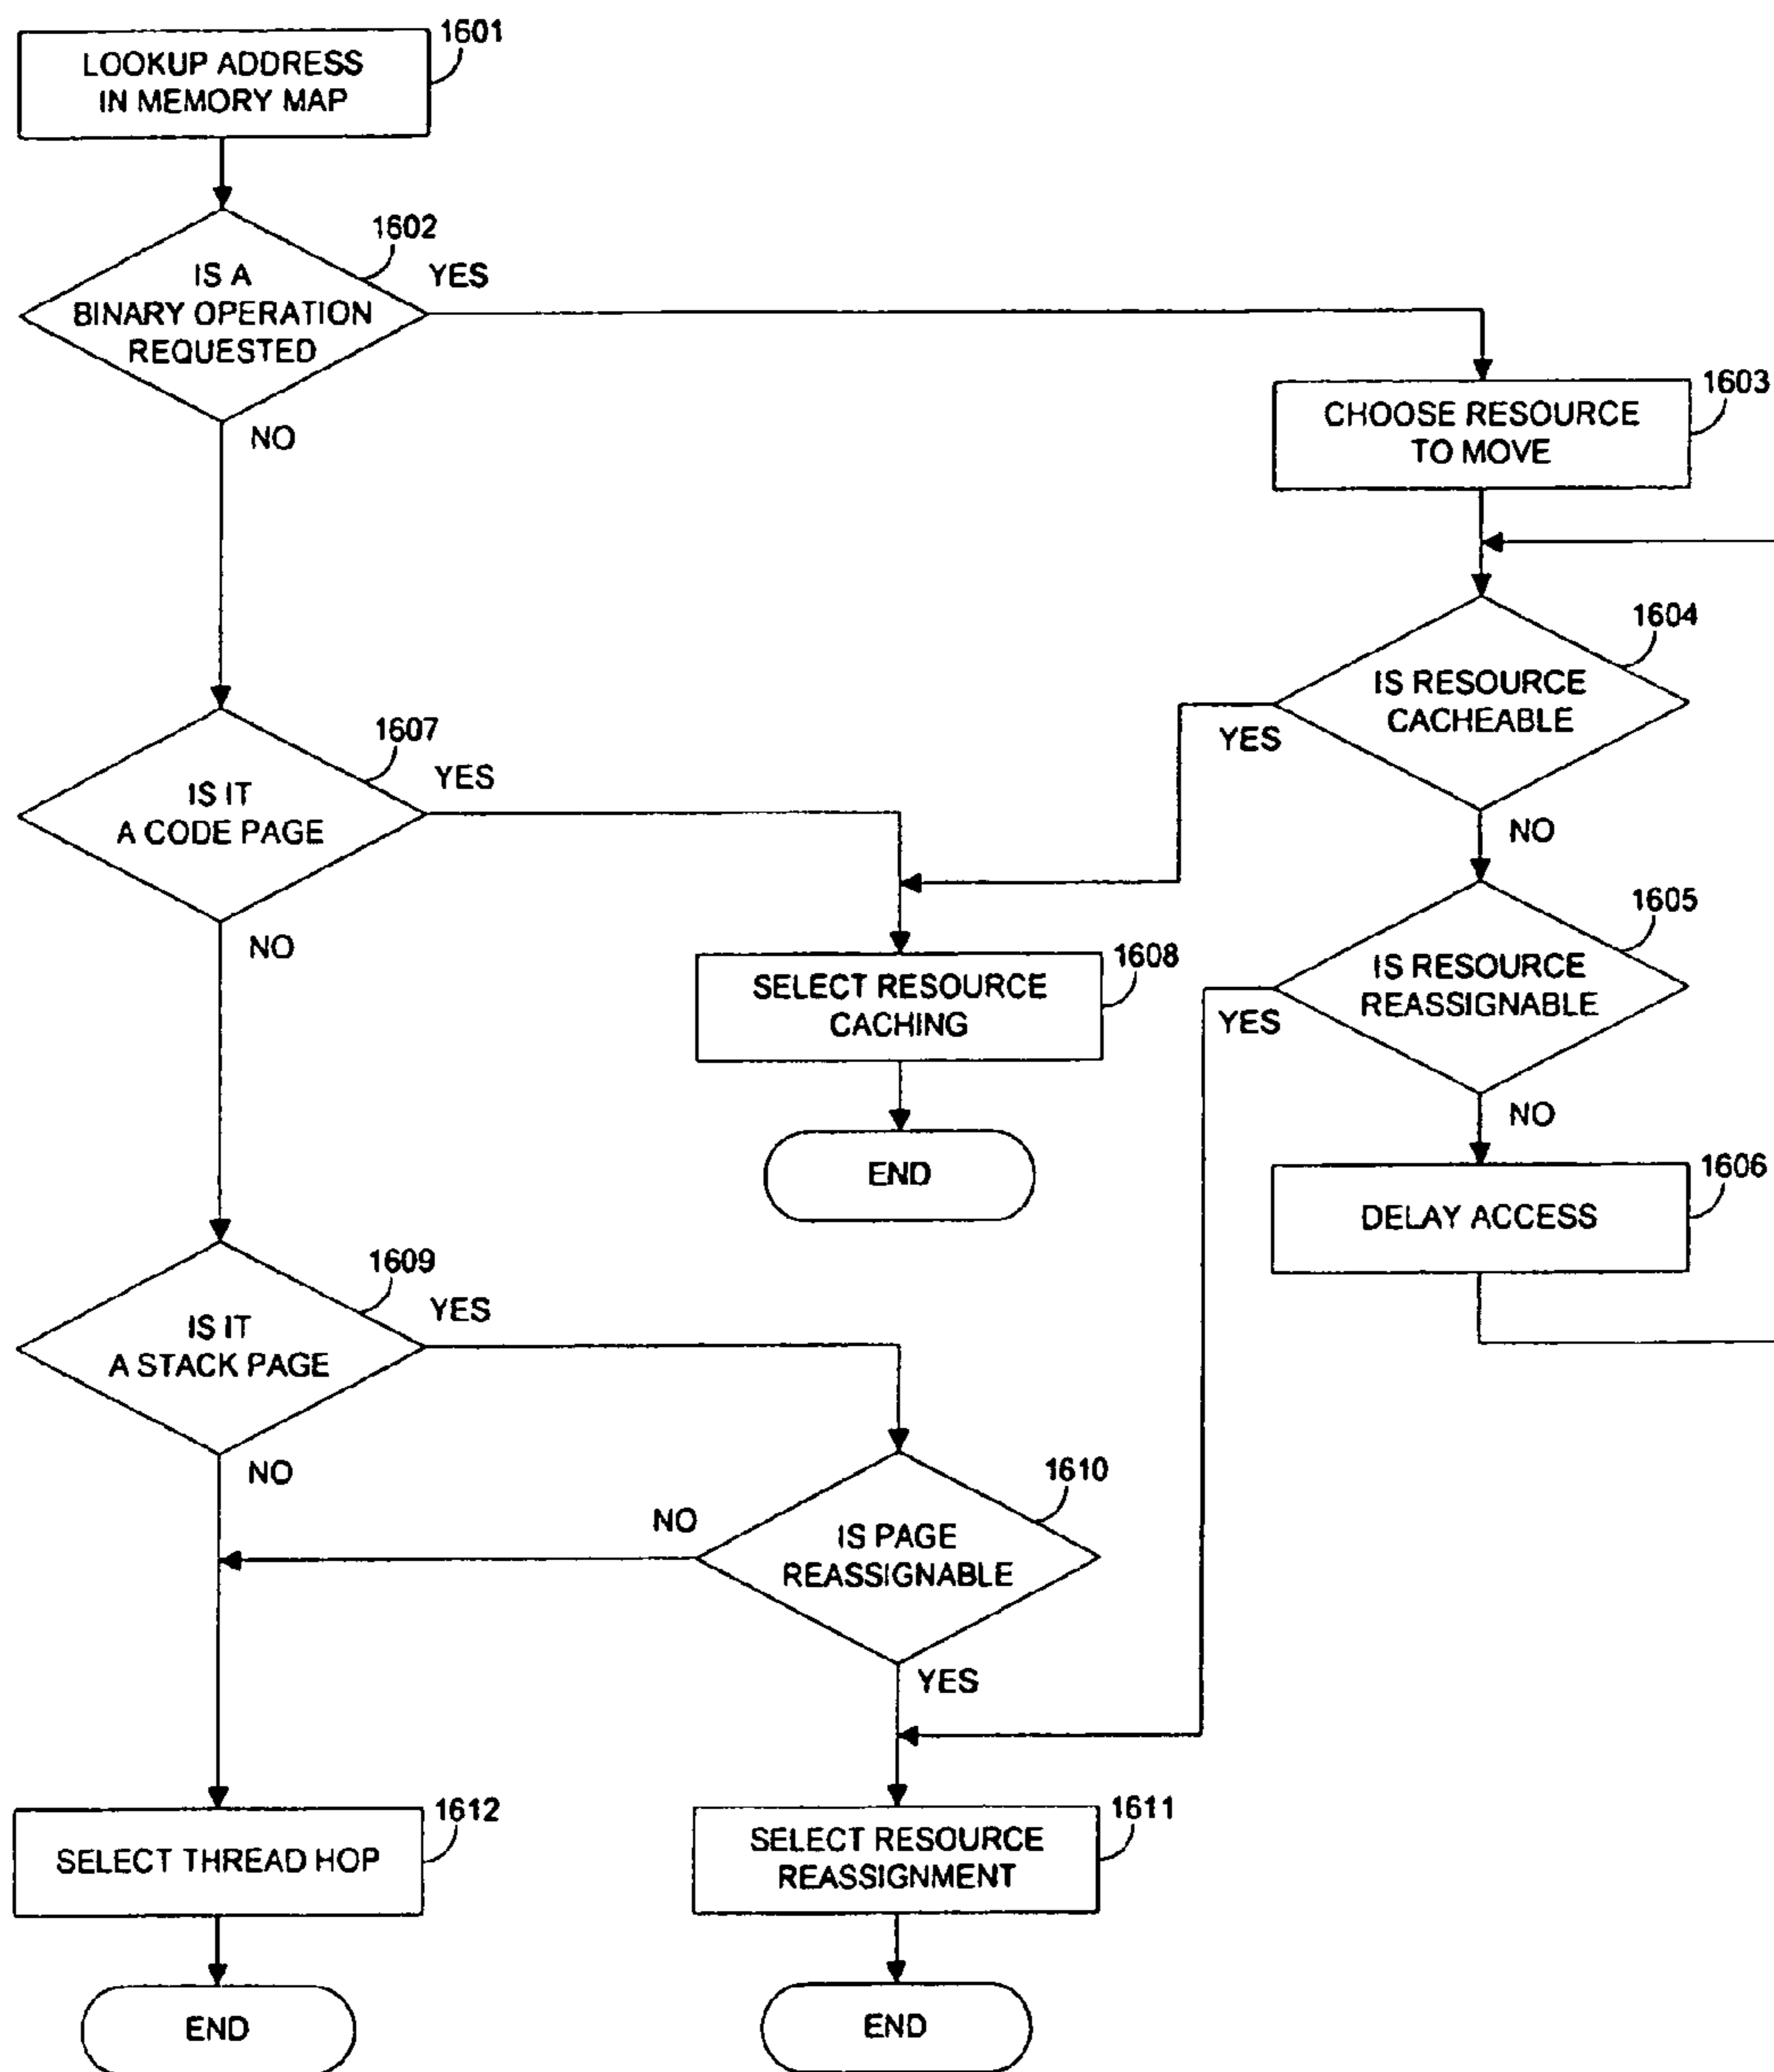 1601
LOOKUP ADDRESS
IN MEMORY MAP
1602
IS A
BINARY OPERATION
REQUESTED
YES
NO
1603
CHOOSE RESOURCE
TO MOVE
1604
IS RESOURCE
CACHEABLE
YES
NO
1607
IS IT
A CODE PAGE
YES
NO
1605
IS RESOURCE
REASSIGNABLE
YES
NO
1608
SELECT RESOURCE
CACHING
END
1606
DELAY ACCESS
1609
IS IT
A STACK PAGE
YES
NO
1610
IS PAGE
REASSIGNABLE
NO
YES
1612
SELECT THREAD HOP
END
1611
SELECT RESOURCE
REASSIGNMENT
END